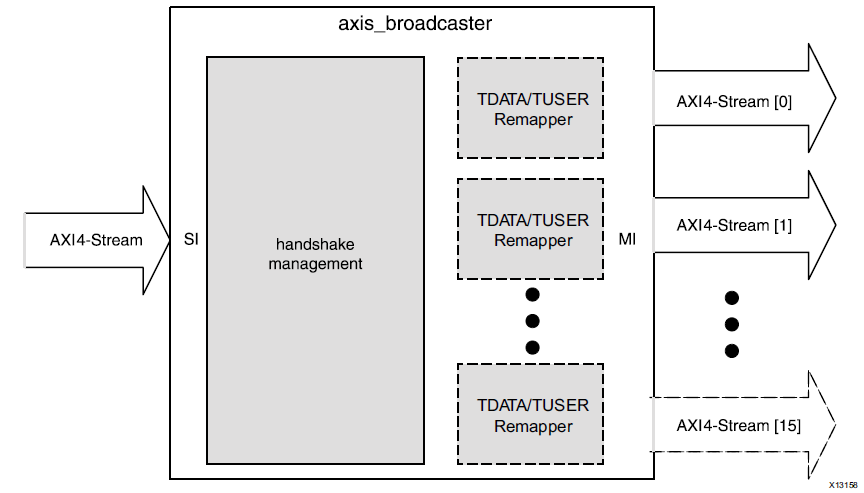 axis_broadcaster
TDATA/TUSER
Remapper
AXI4-Stream [0]
AXI4-Stream
SI
handshake
management
TDATA/TUSER
Remapper
MI
AXI4-Stream [1]
TDATA/TUSER
Remapper
AXI4-Stream [15]
X13158